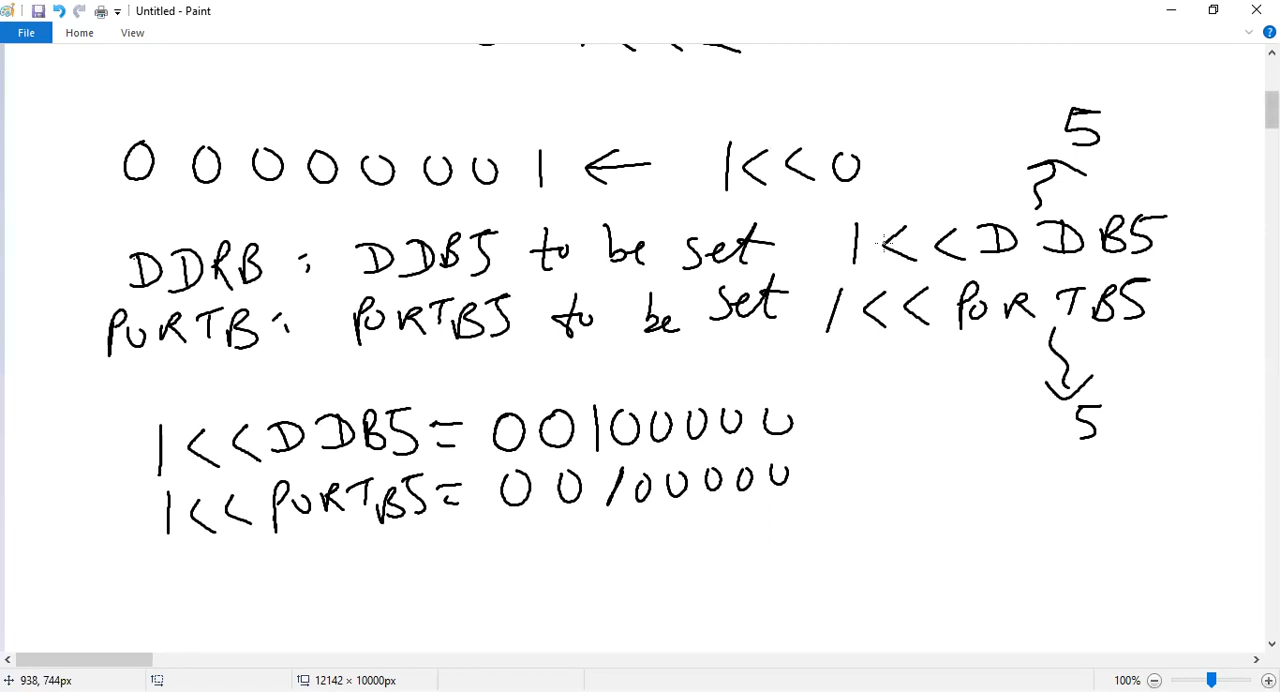 Untitled - Paint
File Home View
5
0 0 0 0 0 0 0 1 ← 1<<0
DDRB : DDB5 to be set 1<<DDB5
PORTB : PORTB5 to be set 1<<PORTB5
5
1<<DDB5 = 00100000
1<<PORTB5 = 00100000
938, 744px 12142 × 10000px 100%